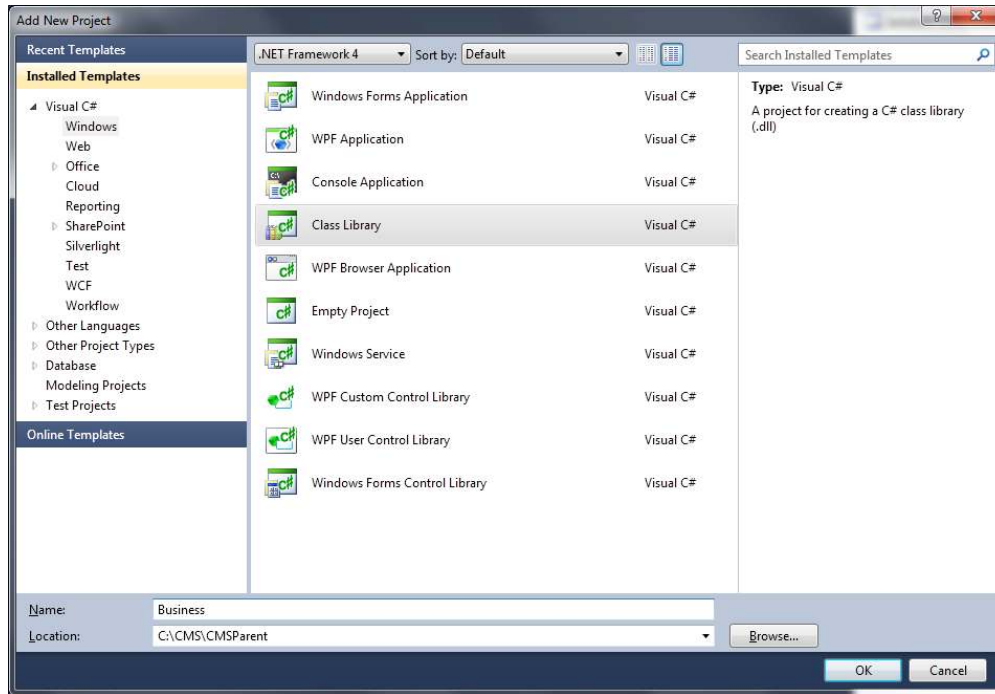 Add New Project
Recent Templates
Installed Templates
Visual C#
Windows
Web
Office
Cloud
Reporting
SharePoint
Silverlight
Test
WCF
Workflow
Other Languages
Other Project Types
Database
Modeling Projects
Test Projects
Online Templates
.NET Framework 4 Sort by: Default
Windows Forms Application Visual C#
WPF Application Visual C#
Console Application Visual C#
Class Library Visual C#
WPF Browser Application Visual C#
Empty Project Visual C#
Windows Service Visual C#
WPF Custom Control Library Visual C#
WPF User Control Library Visual C#
Windows Forms Control Library Visual C#
Search Installed Templates
Type: Visual C#
A project for creating a C# class library
(.dll)
Name: Business
Location: C:\CMS\CMSParent Browse...
OK Cancel